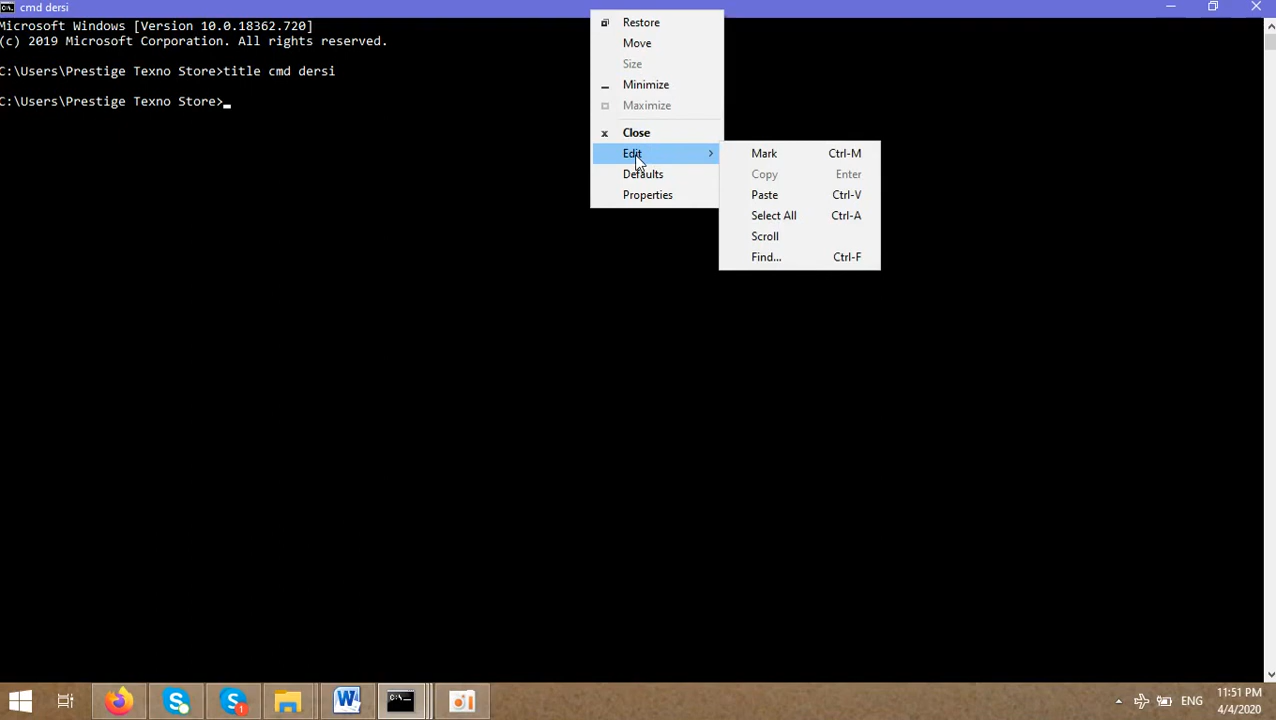 cmd dersi
Microsoft Windows [Version 10.0.18362.720]
(c) 2019 Microsoft Corporation. All rights reserved.
C:\Users\Prestige Texno Store>title cmd dersi
C:\Users\Prestige Texno Store>_
Restore
Move
Size
Minimize
Maximize
x Close
Edit
Defaults
Properties
Mark Ctrl-M
Copy Enter
Paste Ctrl-V
Select All Ctrl-A
Scroll
Find... Ctrl-F
1
ENG
11:51 PM
4/4/2020